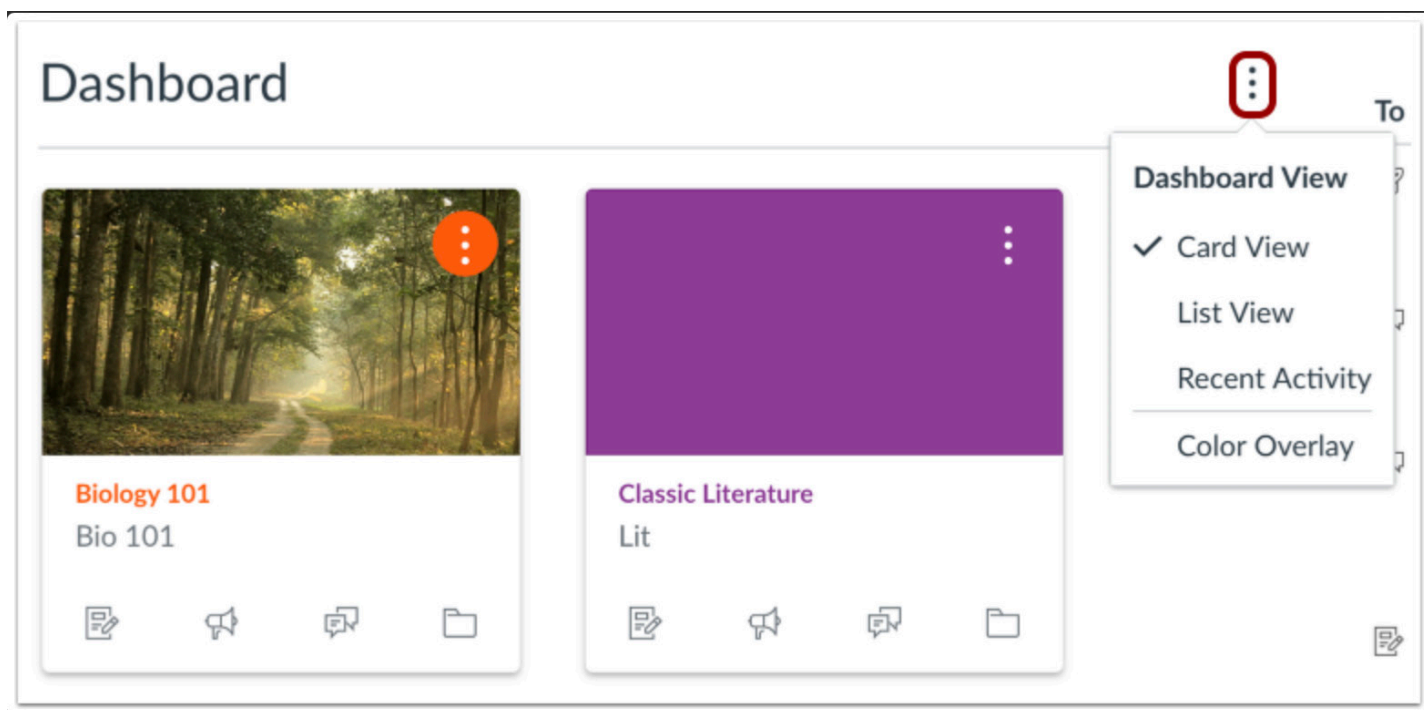 Dashboard
To
Dashboard View
Card View
List View
Recent Activity
Color Overlay
Biology 101
Bio 101
Classic Literature
Lit